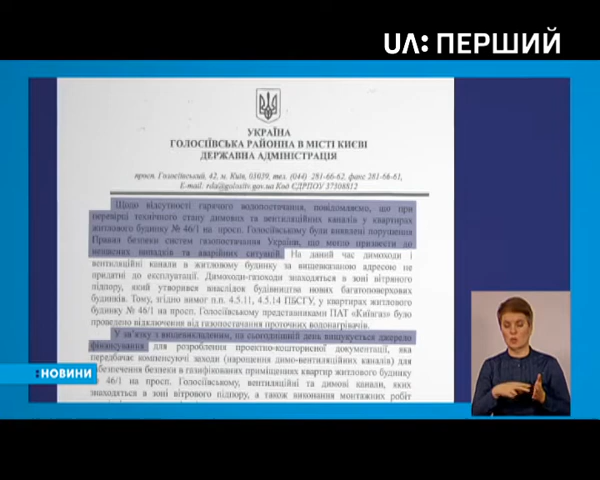 UA: ПЕРШИЙ
УКРАЇНА
ГОЛОСІЇВСЬКА РАЙОННА В МІСТІ КИЄВІ
ДЕРЖАВНА АДМІНІСТРАЦІЯ
просп. Голосіївський, 42, м. Київ, 03039, тел. (044) 281-66-62, факс 281-66-61,
E-mail: rda@golosiiv.gov.ua Код ЄДРПОУ 37308812
Щодо відсутності гарячого водопостачання, повідомляємо, що при
перевірці технічного стану димових та вентиляційних каналів у квартирах
житлового будинку № 46/1 на просп. Голосіївському були виявлені порушення
Правил безпеки систем газопостачання України, що могло призвести до
нещасних випадків та аварійних ситуацій. На даний час димоходи і
вентиляційні канали в житловому будинку за вищевказаною адресою не
придатні до експлуатації. Димоходи-газоходи знаходяться в зоні вітряного
підпору, який утворився внаслідок будівництва нових багатоповерхових
будинків. Тому, згідно вимог п.п. 4.5.11, 4.5.14 ПБСГУ, у квартирах житлового
будинку № 46/1 на просп. Голосіївському представниками ПАТ «Київгаз» було
проведено відключення від газопостачання проточних водонагрівачів.
У зв'язку з вищевикладеним, на сьогоднішній день вишукується джерело
фінансування для розроблення проектно-кошторисної документації, яка
передбачає компенсуючі заходи (нарощення димо-вентиляційних каналів) для
безпечення безпеки в газифікованих приміщеннях квартир житлового будинку
46/1 на просп. Голосіївському, вентиляційні та димові канали, яких
знаходяться в зоні вітрового підпору, а також виконання монтажних робіт
НОВИНИ